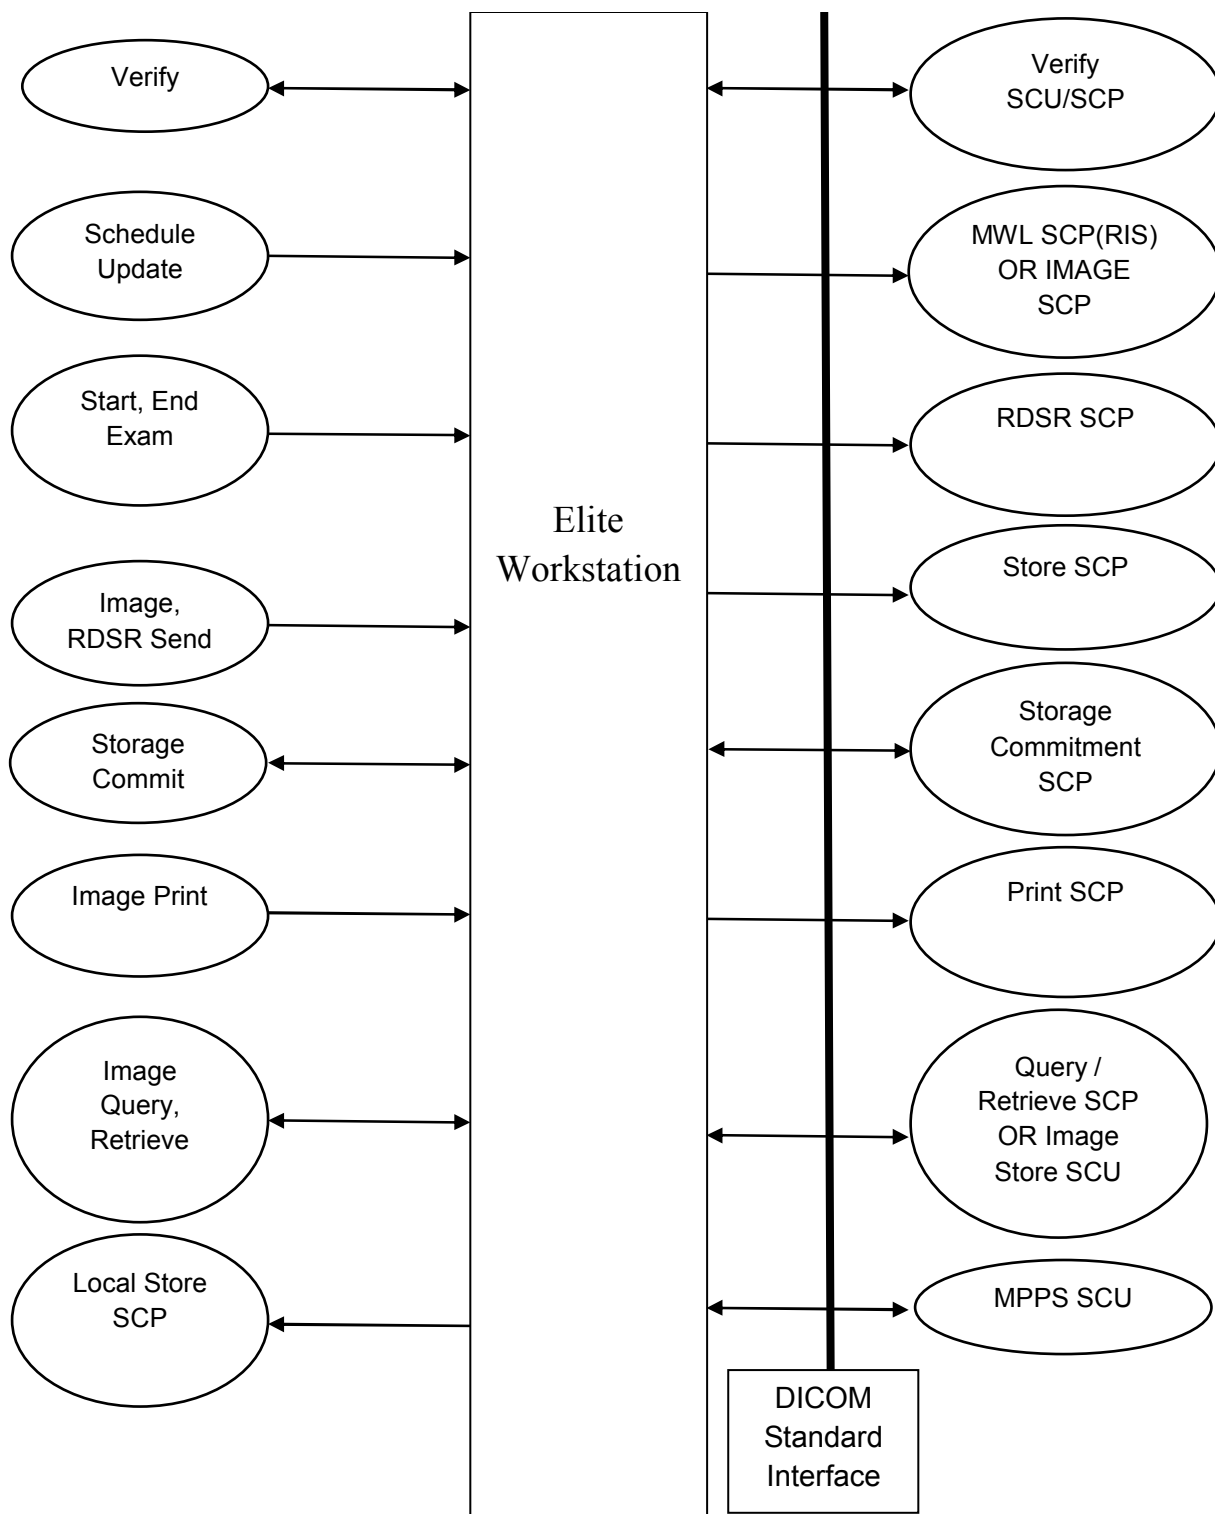 Verify
Schedule
Update
Start, End
Exam
Image,
RDSR Send
Storage
Commit
Image Print
Image
Query,
Retrieve
Local Store
SCP
Elite
Workstation
Verify
SCU/SCP
MWL SCP(RIS)
OR IMAGE
SCP
RDSR SCP
Store SCP
Storage
Commitment
SCP
Print SCP
Query /
Retrieve SCP
OR Image
Store SCU
MPPS SCU
DICOM
Standard
Interface